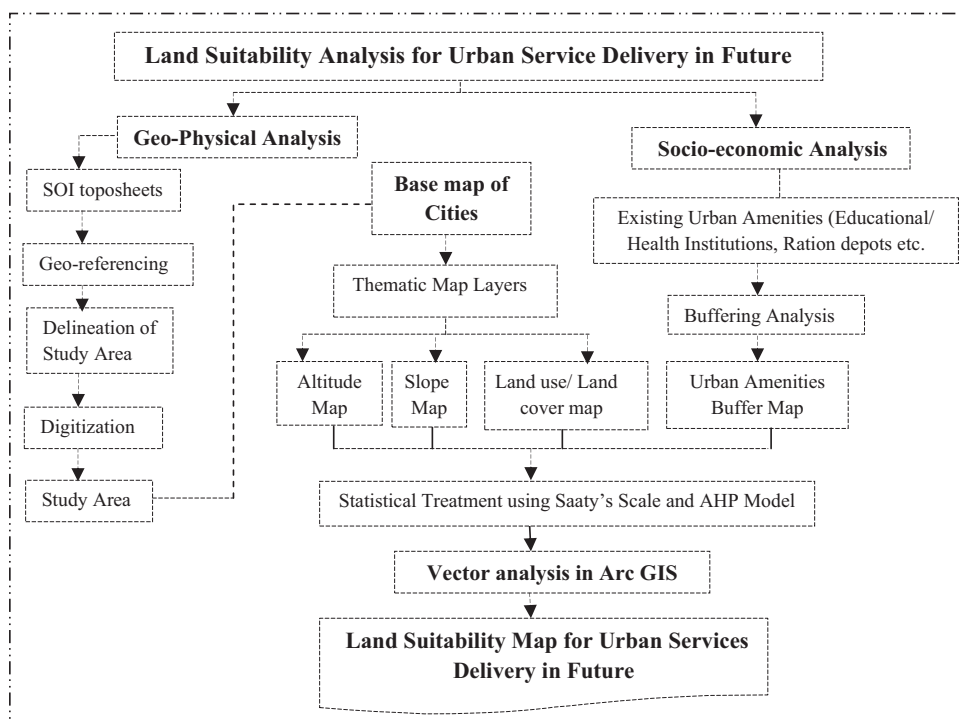 Land Suitability Analysis for Urban Service Delivery in Future
Geo-Physical Analysis
Socio-economic Analysis
SOI toposheets
Geo-referencing
Delineation of
Study Area
Digitization
Study Area
Base map of
Cities
Thematic Map Layers
Altitude
Map
Slope
Map
Land use/ Land
cover map
Existing Urban Amenities (Educational/
Health Institutions, Ration depots etc.
Buffering Analysis
Urban Amenities
Buffer Map
Statistical Treatment using Saaty’s Scale and AHP Model
Vector analysis in Arc GIS
Land Suitability Map for Urban Services
Delivery in Future